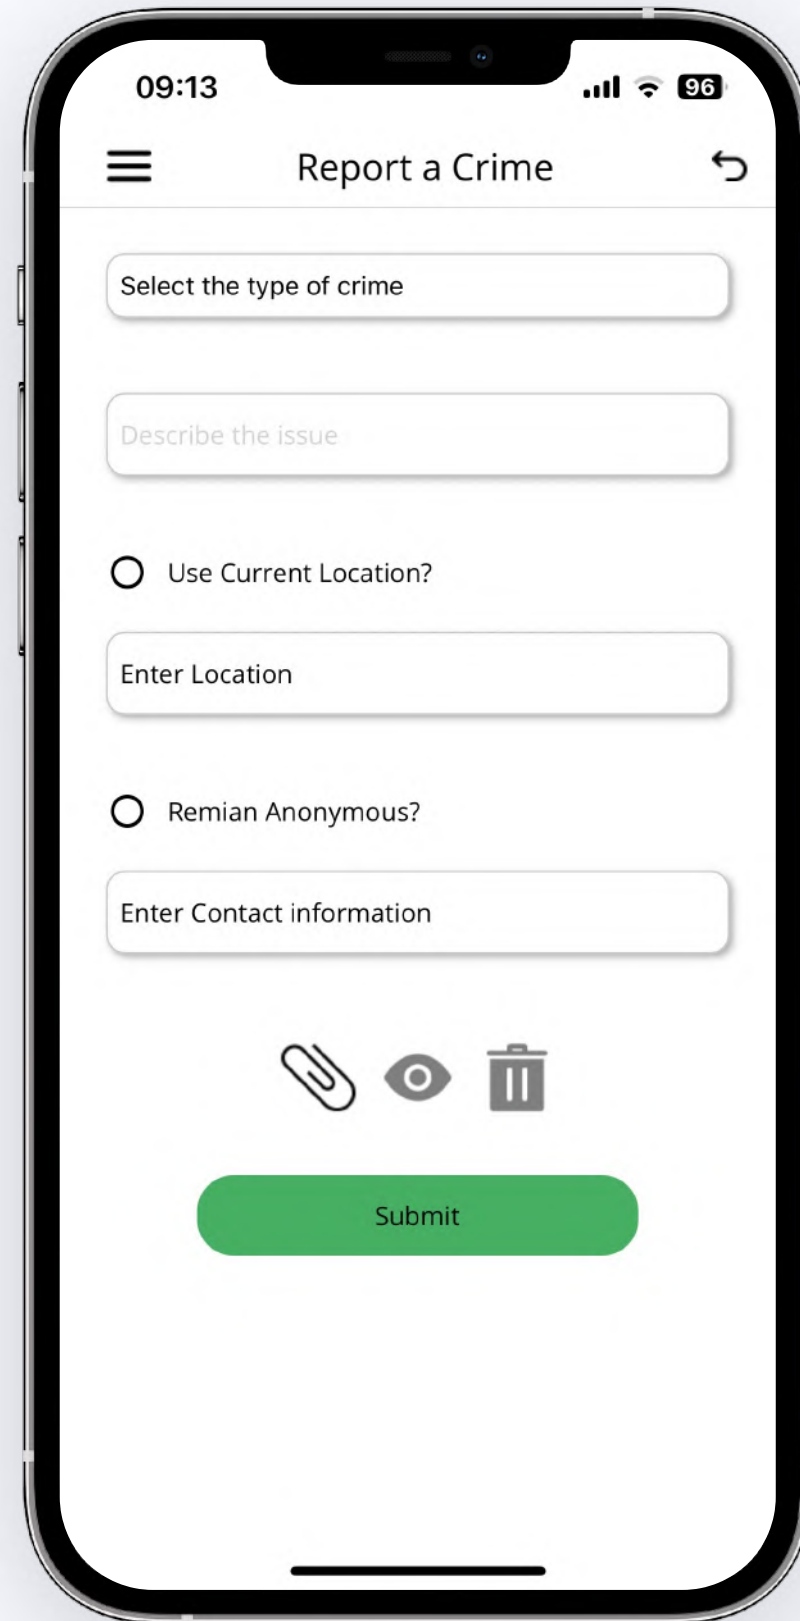 09:13
96
Report a Crime
Select the type of crime
Describe the issue
Use Current Location?
Enter Location
Remian Anonymous?
Enter Contact information
Submit